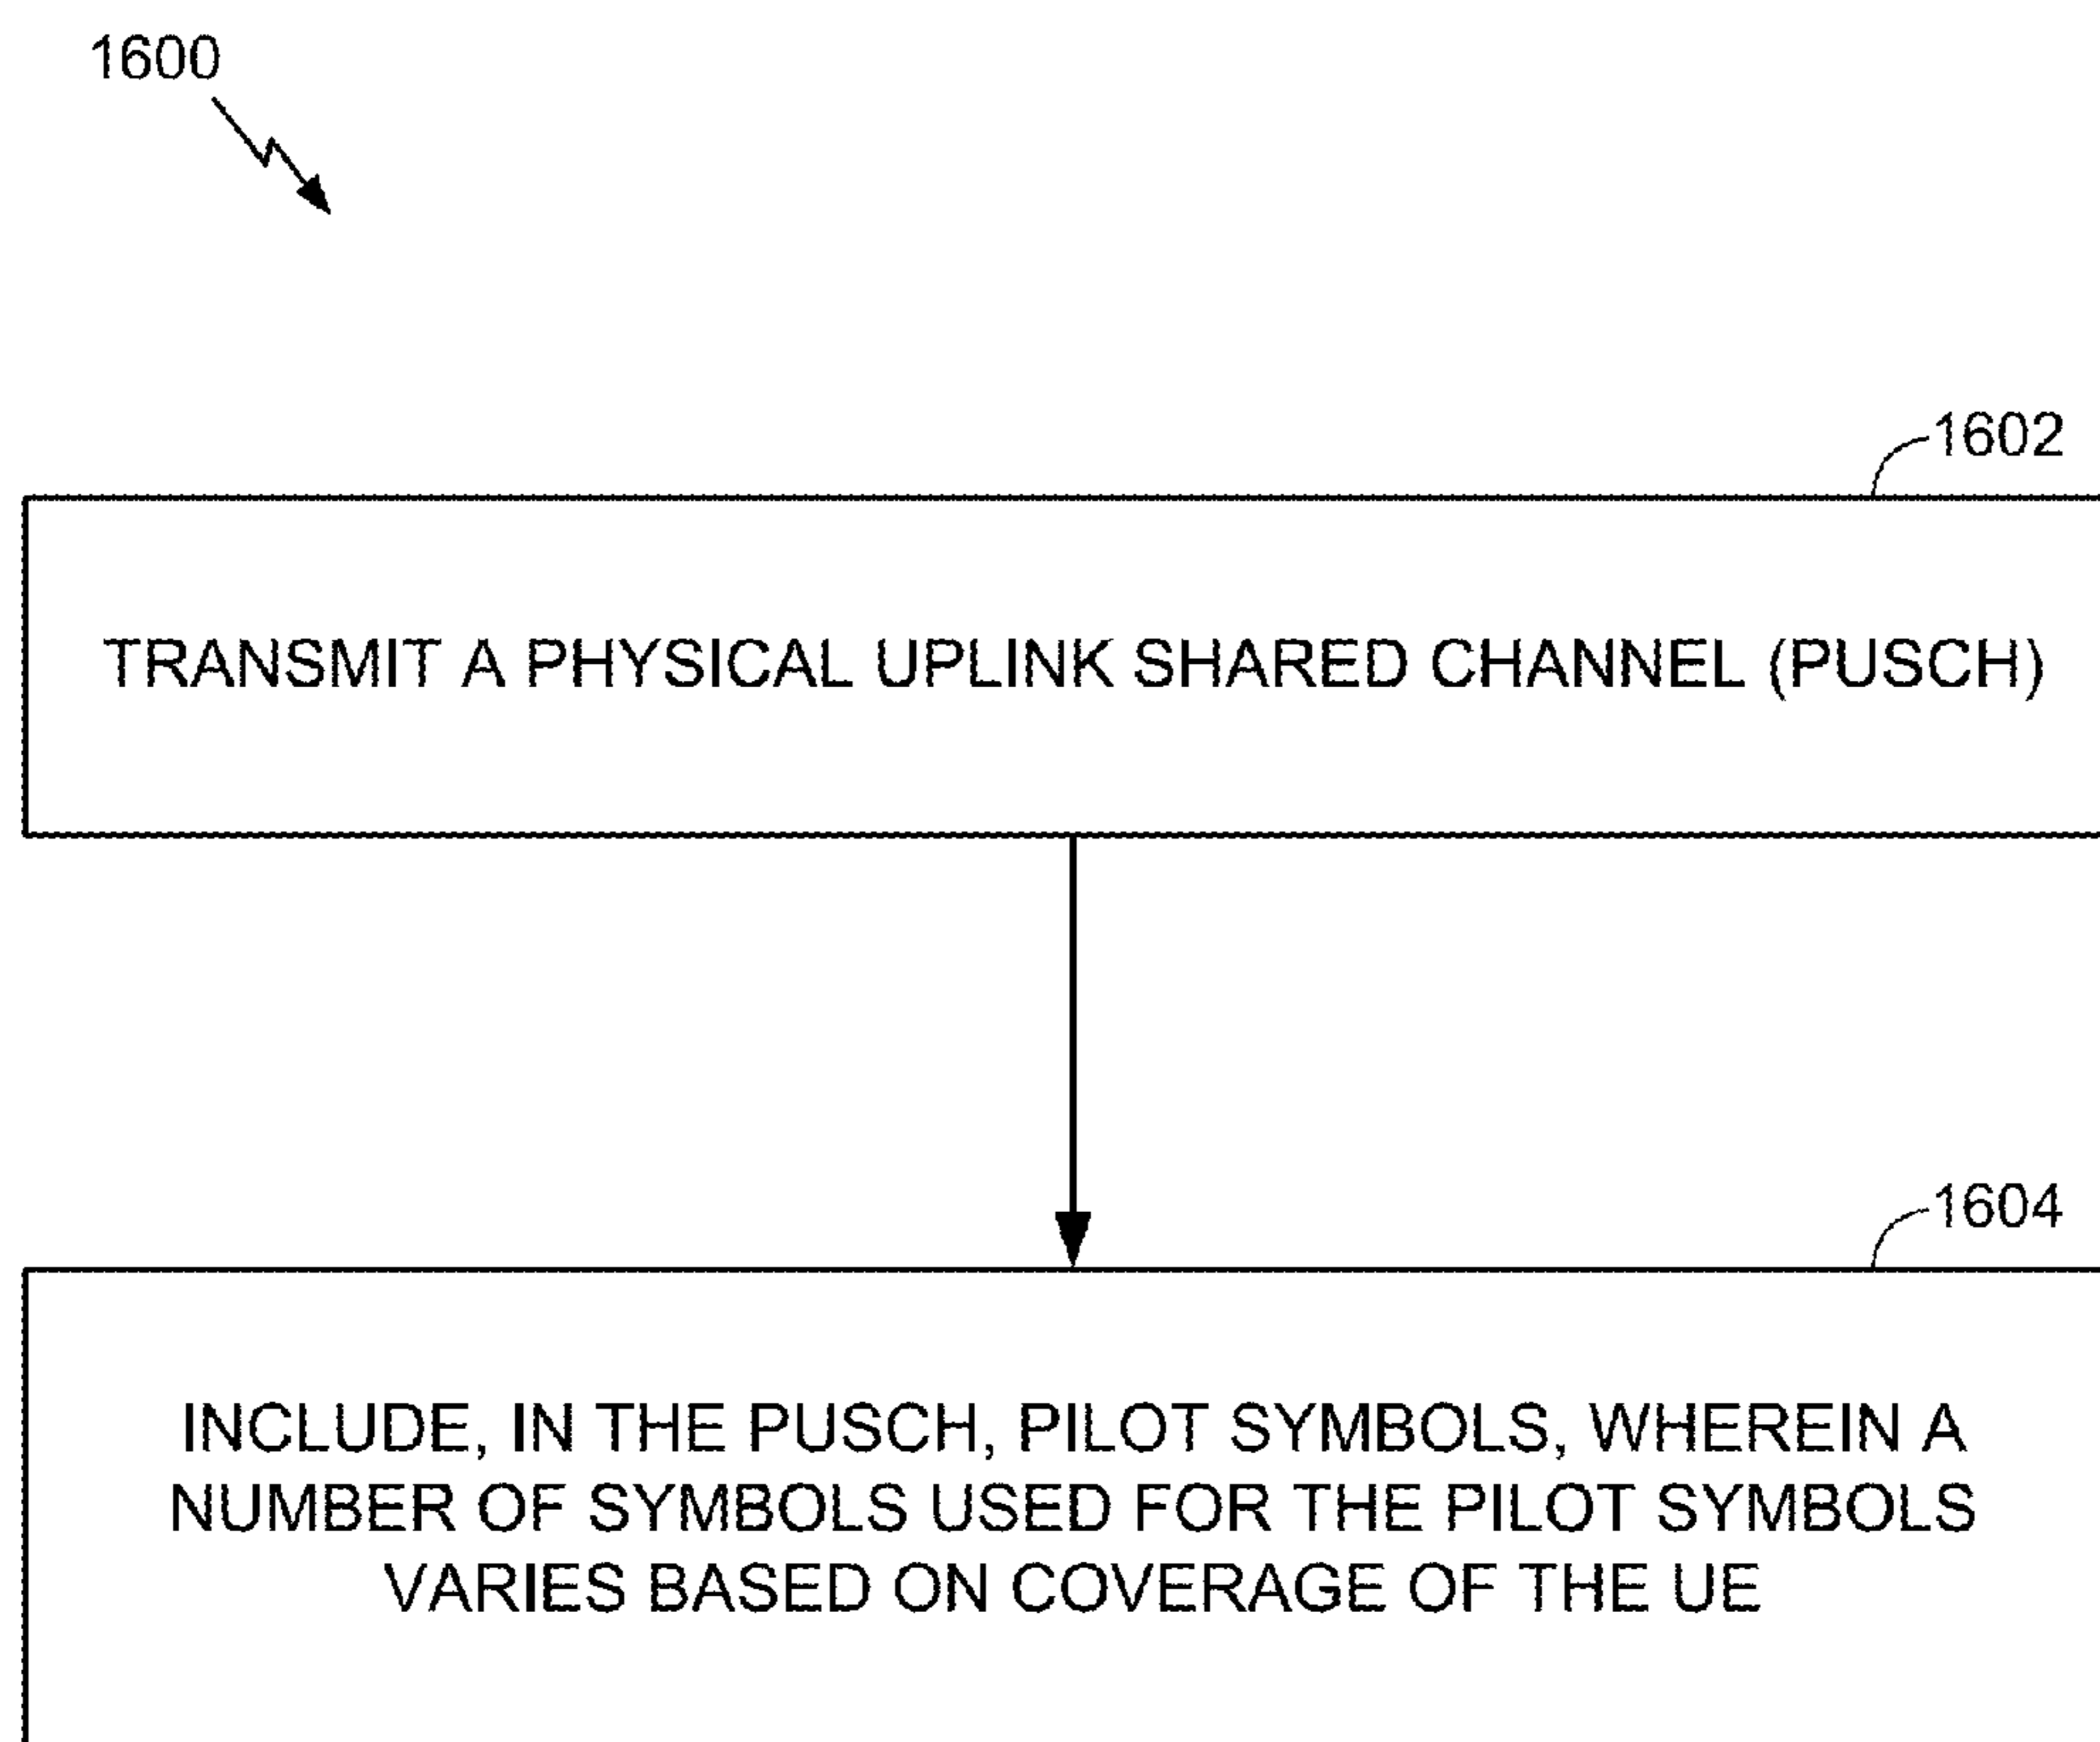 1600
1602
TRANSMIT A PHYSICAL UPLINK SHARED CHANNEL (PUSCH)
1604
INCLUDE, IN THE PUSCH, PILOT SYMBOLS, WHEREIN A
NUMBER OF SYMBOLS USED FOR THE PILOT SYMBOLS
VARIES BASED ON COVERAGE OF THE UE